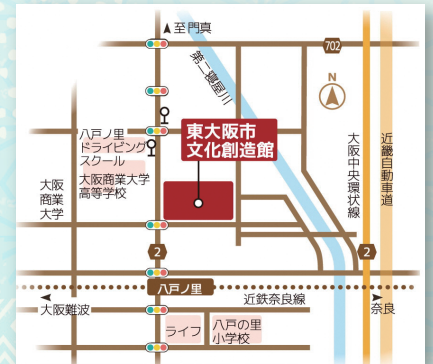 ▲至門真
702
第二寝屋川
N
東大阪市
文化創造館
八戸ノ里
ドライビング
スクール
大阪商業大学
高等学校
大阪商業大学
大阪中央環状線
近畿自動車道
2
2
八戸ノ里
近鉄奈良線
大阪難波
奈良
ライフ
八戸の里
小学校